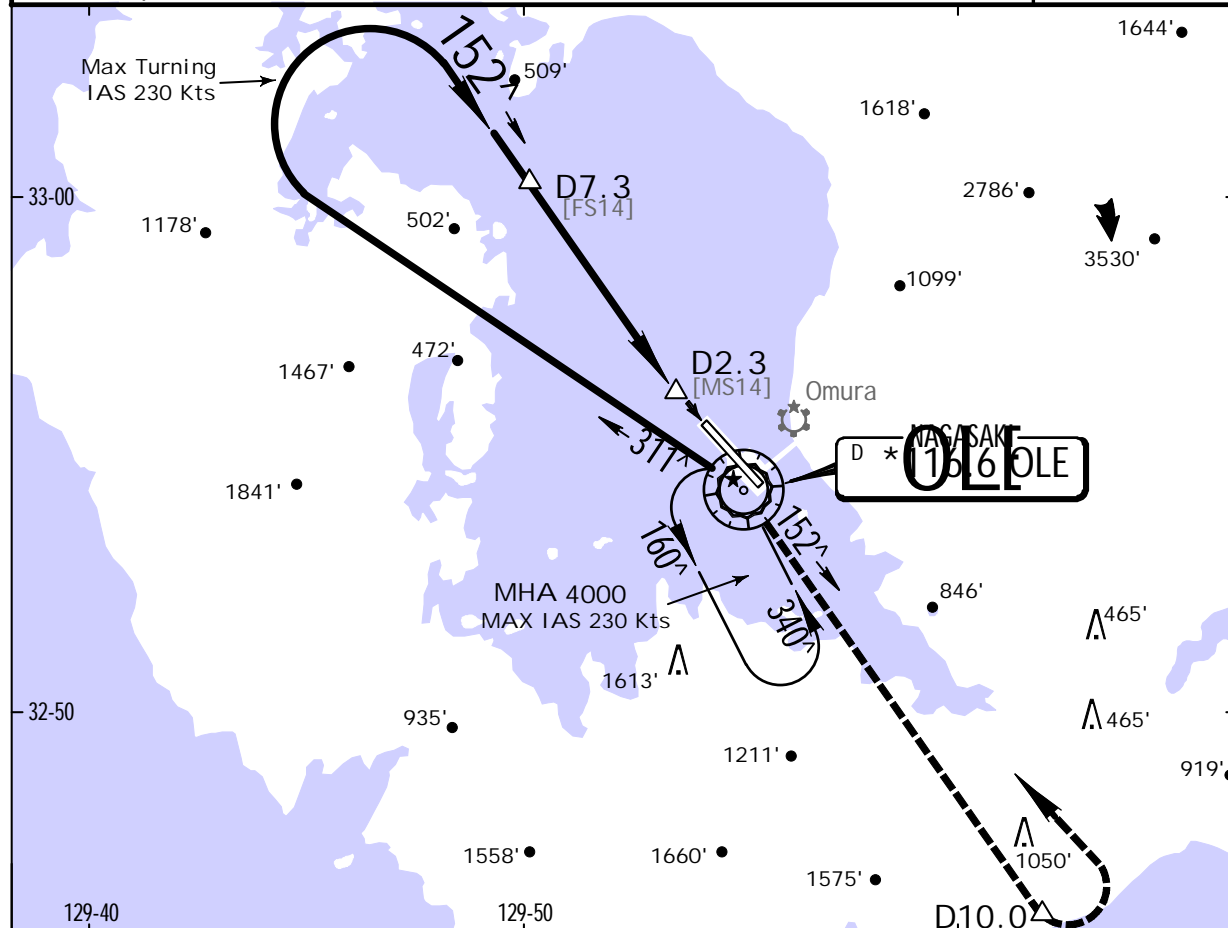 1644'
152^
Max Turning
IAS 230 Kts
509'
1618'
D7.3
[FS14]
33-00
2786'
1178'
502'
3530'
1099'
472'
D2.3
[MS14]
1467'
Omura
311^
NAGASAKI
D * 116.6 OLE
OLE
1841'
160^
152^
MHA 4000
MAX IAS 230 Kts
340^
846'
465'
1613'
32-50
935'
465'
1211'
919'
1558'
1660'
1050'
1575'
129-40
129-50
D10.0